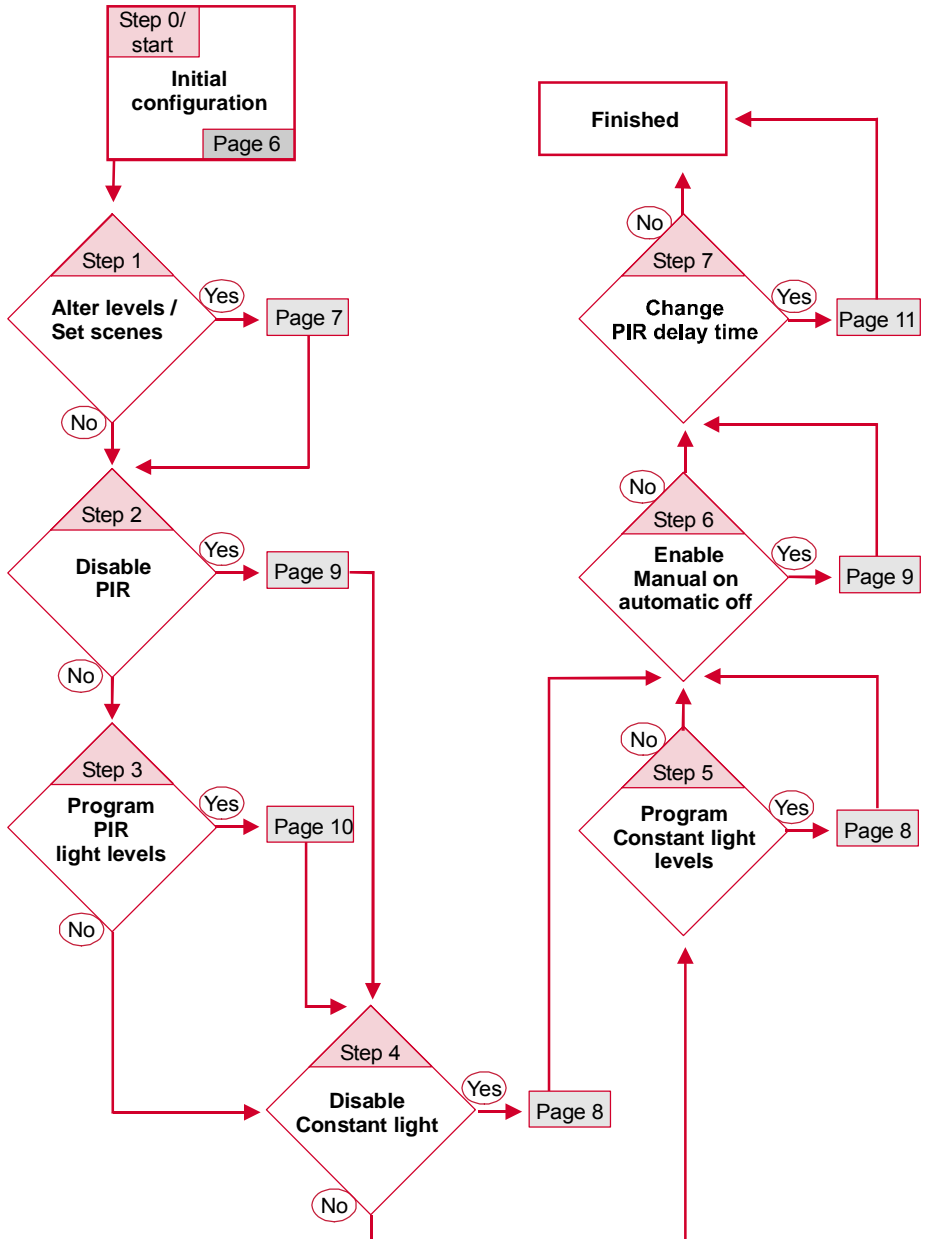 Step 0/
start
Initial
configuration
Page 6
Step 1
Alter levels /
Set scenes
Yes
Page 7
No
Step 2
Disable
PIR
Yes
Page 9
No
Step 3
Program
PIR
light levels
Yes
Page 10
No
Step 4
Disable
Constant light
Yes
Page 8
No
Step 5
Program
Constant light
levels
Yes
Page 8
No
Step 6
Enable
Manual on
automatic off
Yes
Page 9
No
Step 7
Change
PIR delay time
Yes
Page 11
No
Finished